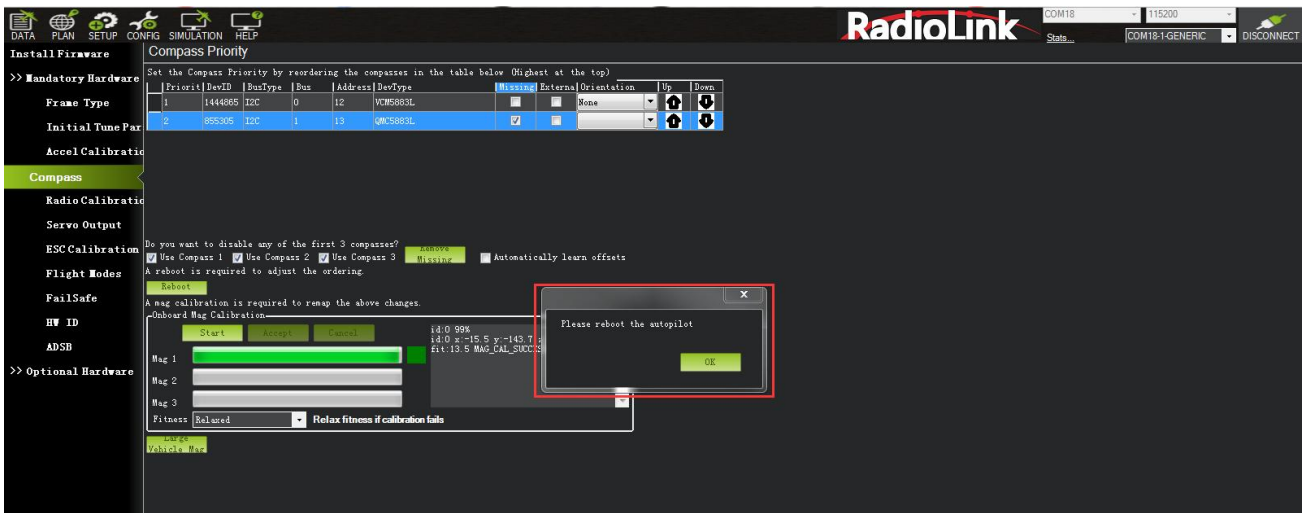 DATA PLAN SETUP CONFIG SIMULATION HELP
RadioLink
COM18 115200
Stats... COM18-1-GENERIC DISCONNECT
Install Firmware
>> Mandatory Hardware
Frame Type
Initial Tune Par
Accel Calibratio
Compass
Radio Calibratio
Servo Output
ESC Calibration
Flight Modes
FailSafe
HW ID
ADSB
>> Optional Hardware
Compass Priority
Set the Compass Priority by reordering the compasses in the table below (Highest at the top)
Priorit DevID BusType Bus Address DevType Missing Externa Orientation Up Down
1 1444865 I2C 0 12 VCM5883L None
2 855305 I2C 1 13 QMC5883L
Do you want to disable any of the first 3 compasses?
Use Compass 1 Use Compass 2 Use Compass 3 Remove Missing Automatically learn offsets
A reboot is required to adjust the ordering.
Reboot
A mag calibration is required to remap the above changes.
Onboard Mag Calibration
Start Accept Cancel
Mag 1
Mag 2
Mag 3
id:0 99%
id:0 x:-15.5 y:-143.7
fit:13.5 MAG_CAL_SUCCES
Fitness Relaxed Relax fitness if calibration fails
Large
Vehicle Mag
X
Please reboot the autopilot
OK